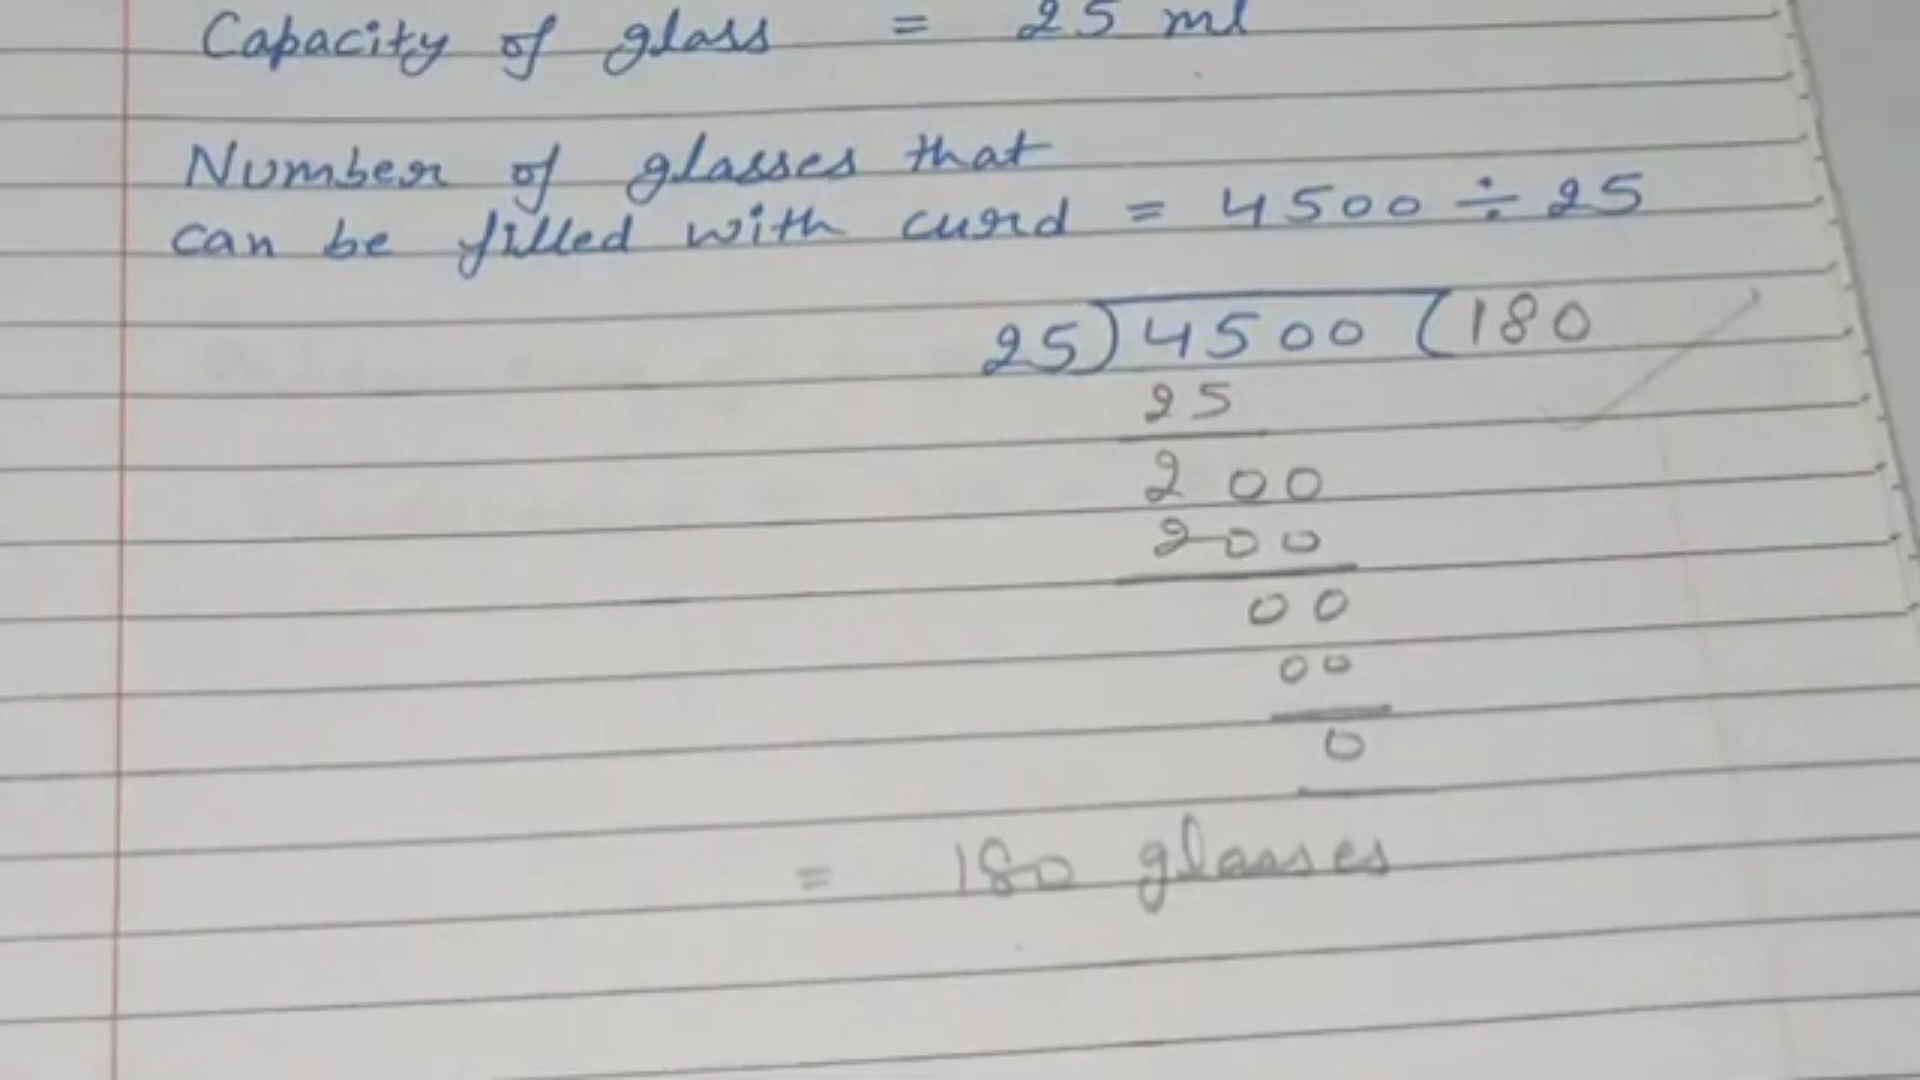 Capacity of glass = 25 ml
Number of glasses that
can be filled with curd = 4500 ÷ 25
25) 4500 (180
25
200
200
00
00
0
= 180 glasses